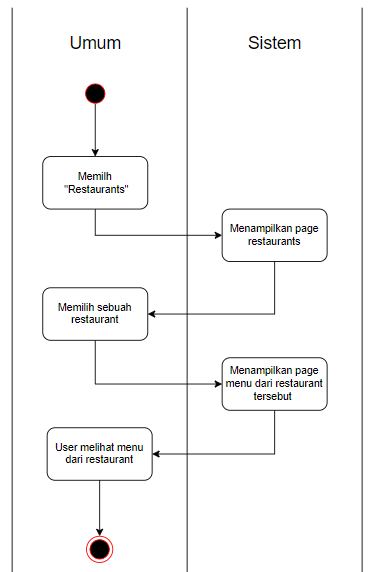 Umum
Sistem
Memilh
"Restaurants"
Menampilkan page
restaurants
Memilih sebuah
restaurant
Menampilkan page
menu dari restaurant
tersebut
User melihat menu
dari restaurant